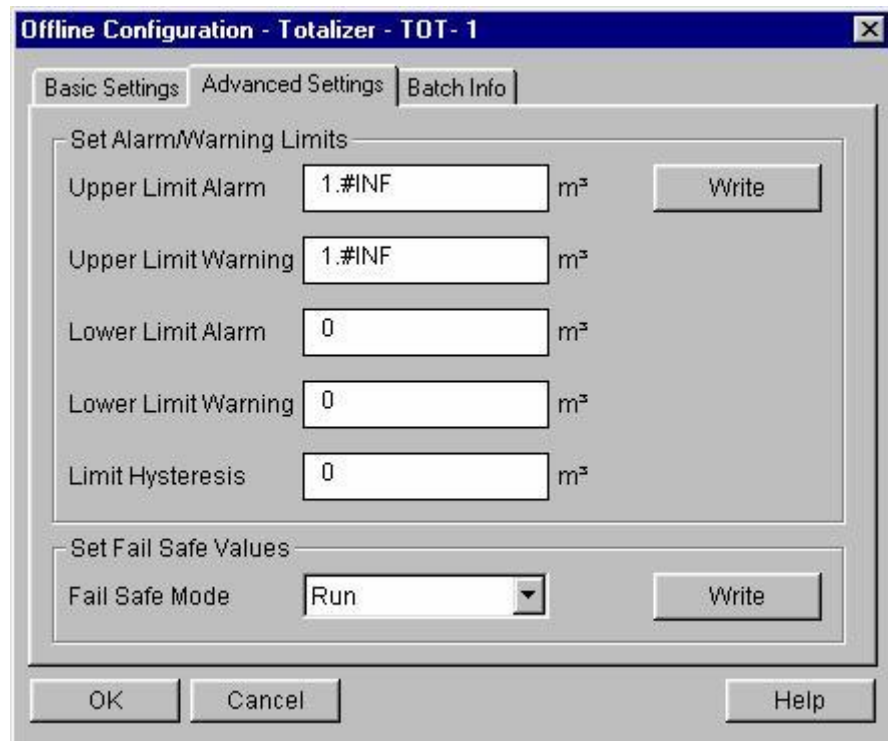 Offline Configuration - Totalizer - TOT- 1
Basic Settings Advanced Settings Batch Info
Set Alarm/Warning Limits
Upper Limit Alarm 1.#INF m³ Write
Upper Limit Warning 1.#INF m³
Lower Limit Alarm 0 m³
Lower Limit Warning 0 m³
Limit Hysteresis 0 m³
Set Fail Safe Values
Fail Safe Mode Run Write
OK Cancel Help